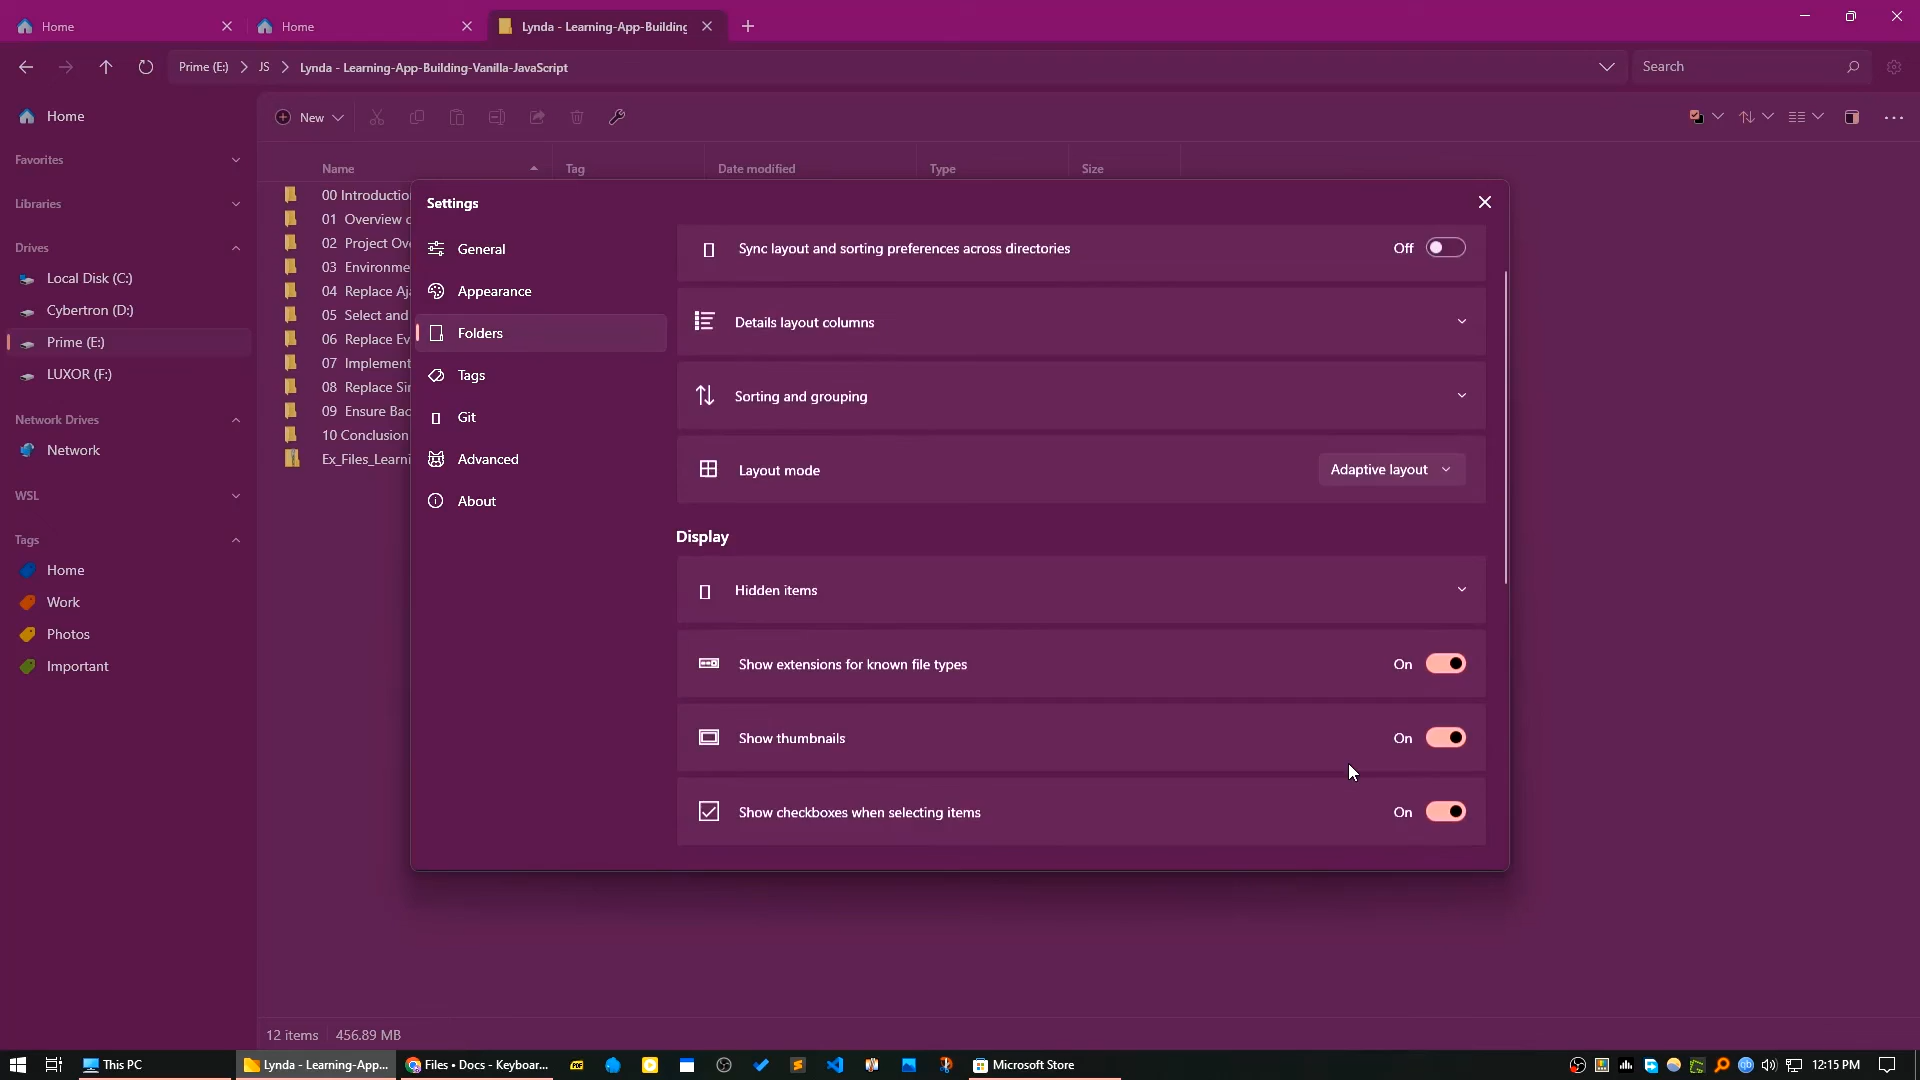 Home
Home
Lynda - Learning-App-Building
Prime (E:)
JS
Lynda - Learning-App-Building-Vanilla-JavaScript
Search
Home
Favorites
Libraries
Drives
Local Disk (C:)
Cybertron (D:)
Prime (E:)
LUXOR (F:)
Network Drives
Network
WSL
Tags
Home
Work
Photos
Important
New
Name
Tag
Date modified
Type
Size
00 Introductio
01 Overview
02 Project Ov
03 Environme
04 Replace Aj
05 Select and
06 Replace Ev
07 Implement
08 Replace Si
09 Ensure Bac
10 Conclusion
Ex_Files_Learni
Settings
General
Appearance
Folders
Tags
Git
Advanced
About
Sync layout and sorting preferences across directories
Off
Details layout columns
Sorting and grouping
Layout mode
Adaptive layout
Display
Hidden items
Show extensions for known file types
On
Show thumbnails
On
Show checkboxes when selecting items
On
12 items
456.89 MB
This PC
Lynda - Learning-App...
Files • Docs - Keyboar...
Microsoft Store
12:15 PM